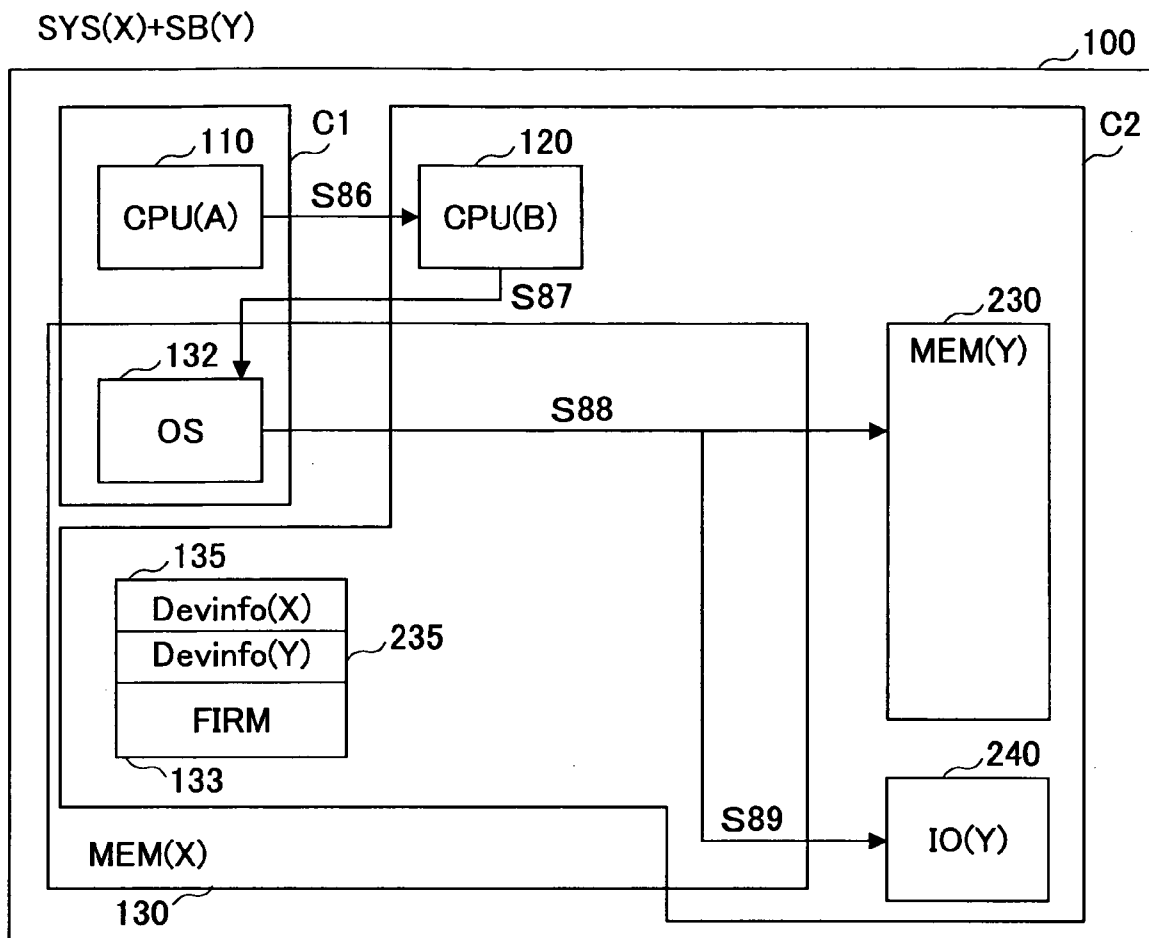 SYS(X)+SB(Y)
100
C1
C2
110
120
CPU(A)
S86
CPU(B)
S87
230
MEM(Y)
132
OS
S88
135
Devinfo(X)
Devinfo(Y)
235
FIRM
133
240
S89
IO(Y)
MEM(X)
130